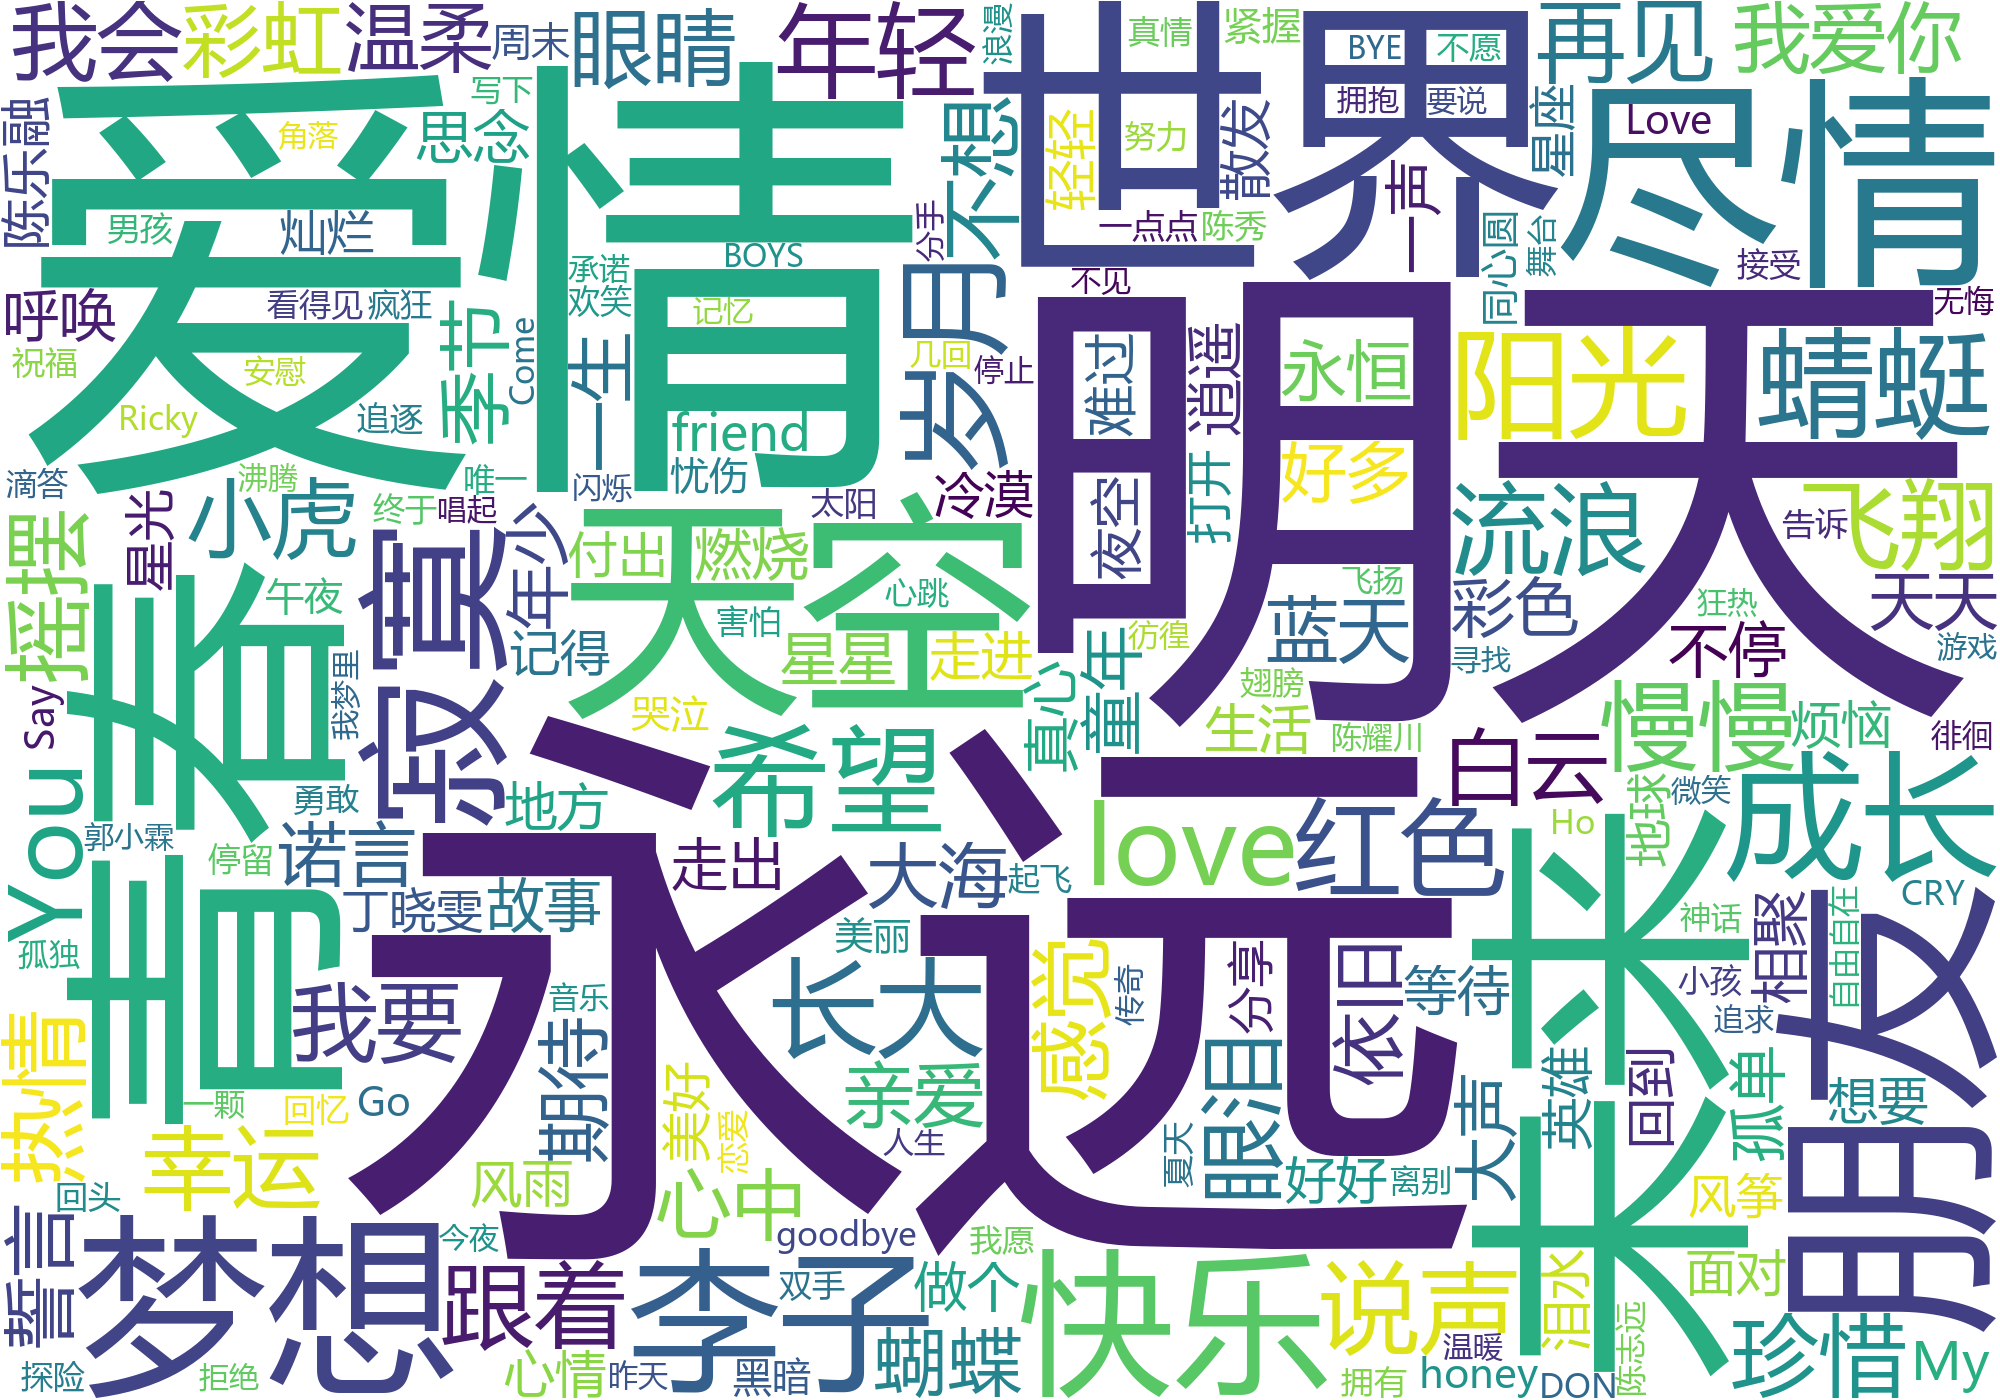 我会
彩虹
温柔
周末
眼睛
年轻
浪漫
真情
紧握
BYE
不愿
再见
我爱你
爱情
写下
角落
思念
陈乐融
男孩
灿烂
不想
世界
轻轻
努力
散发
拥抱
要说
一声
星座
Love
尽情
一点点
陈秀
分手
同心圆
舞台
接受
呼唤
看得见
疯狂
承诺
欢笑
BOYS
记忆
季节
Come
一生
岁月
几回
停止
不见
明天
难过
逍遥
永恒
阳光
蜻蜓
无悔
祝福
安慰
Ricky
追逐
friend
忧伤
滴答
沸腾
唯一
闪烁
太阳
冷漠
夜空
打开
好多
流浪
飞翔
告诉
小虎
终于
唱起
星光
摇摆
青春
午夜
寂寞
年少
付出
燃烧
天空
心跳
害怕
记得
星星
走进
飞扬
蓝天
彩色
狂热
天天
不停
寻找
游戏
彷徨
童年
真心
翅膀
生活
陈耀川
我梦里
哭泣
Say
You
勇敢
地方
希望
白云
慢慢
烦恼
徘徊
郭小霖
停留
诺言
走出
大海
起飞
love
红色
Ho
地球
微笑
成长
丁晓雯
故事
永远
美丽
孤独
我要
音乐
长大
感觉
传奇
分享
依旧
等待
未来
神话
小孩
追求
相聚
自由自在
CRY
朋友
热情
一颗
回忆
Go
期待
美好
恋爱
亲爱
人生
眼泪
大声
英雄
回到
孤单
想要
明明
幸运
回头
风雨
心中
夏天
好好
离别
风筝
誓言
梦想
今夜
goodbye
我愿
跟着
李子
双手
做个
快乐
说声
泪水
面对
探险
拒绝
心情
昨天
黑暗
蝴蝶
拥有
温暖
honey
DON
陈志远
珍惜
My